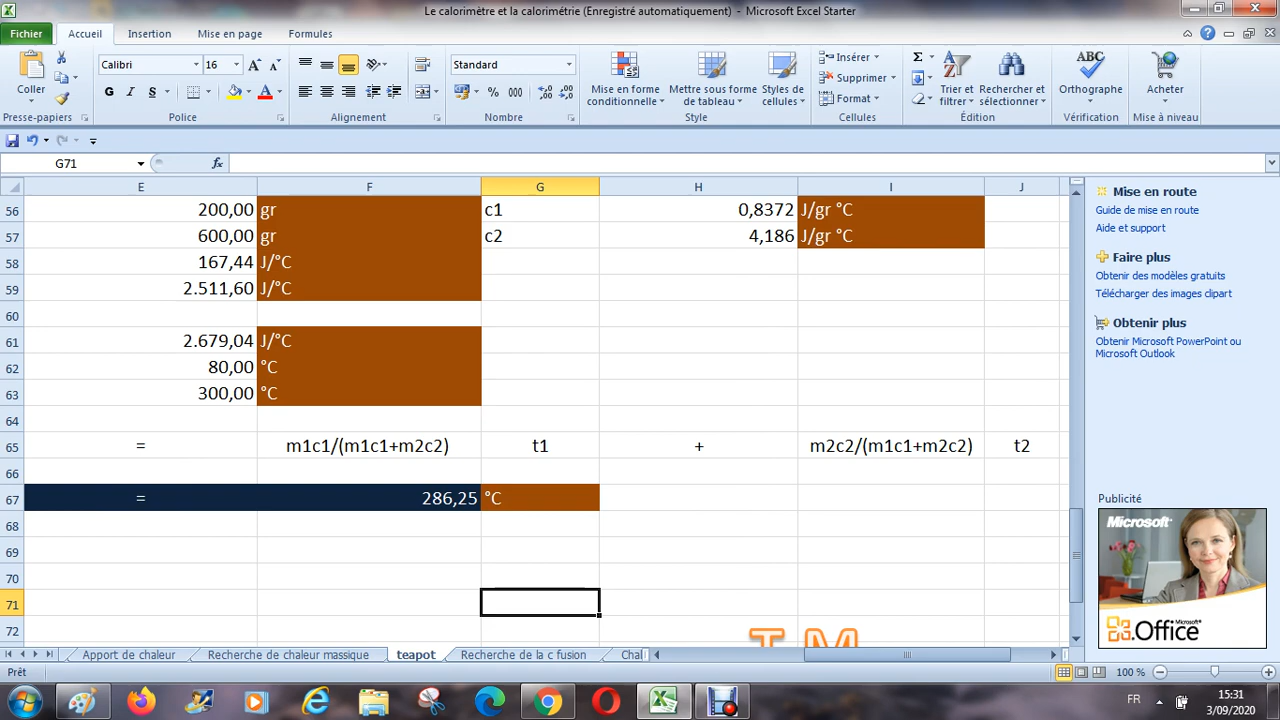 Le calorimètre et la calorimétrie (Enregistré automatiquement) - Microsoft Excel Starter
Fichier Accueil Insertion Mise en page Formules
Coller
Calibri 16
G I S
Standard
% 000
Mise en forme conditionnelle
Mettre sous forme de tableau
Styles de cellules
Insérer
Supprimer
Format
Σ
Trier et filtrer
Rechercher et sélectionner
ABC
Orthographe
Acheter
Presse-papiers Police Alignement Nombre Style Cellules Édition Vérification Mise à niveau
G71 fx
E F G H I J
56 200,00 gr c1 0,8372 J/gr °C
57 600,00 gr c2 4,186 J/gr °C
58 167,44 J/°C
59 2.511,60 J/°C
60
61 2.679,04 J/°C
62 80,00 °C
63 300,00 °C
64
65 = m1c1/(m1c1+m2c2) t1 + m2c2/(m1c1+m2c2) t2
66
67 = 286,25 °C
68
69
70
71
72
T M
Mise en route
Guide de mise en route
Aide et support
Faire plus
Obtenir des modèles gratuits
Télécharger des images clipart
Obtenir plus
Obtenir Microsoft PowerPoint ou
Microsoft Outlook
Publicité
Microsoft
Microsoft
Office
Apport de chaleur Recherche de chaleur massique teapot Recherche de la c fusion Chal
Prêt 100 %
FR 15:31
3/09/2020